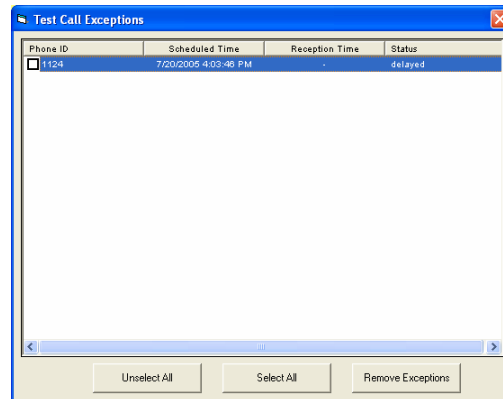 Test Call Exceptions
Phone ID Scheduled Time Reception Time Status
1124 7/20/2005 4:03:46 PM - delayed
Unselect All Select All Remove Exceptions